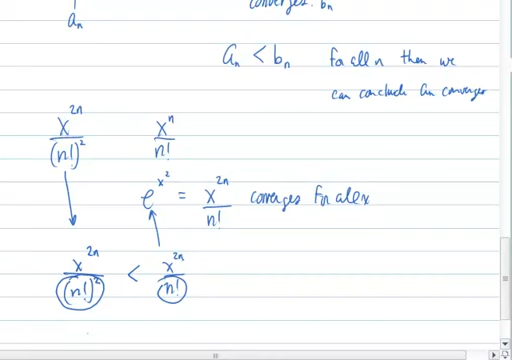 converges. bn
an
an < bn for all n then we
can conclude an converges
x^2n/(n!)^2 x^n/n!
e^x^2 = x^2n/n! converges for all x
x^2n/(n!)^2 < x^2n/n!